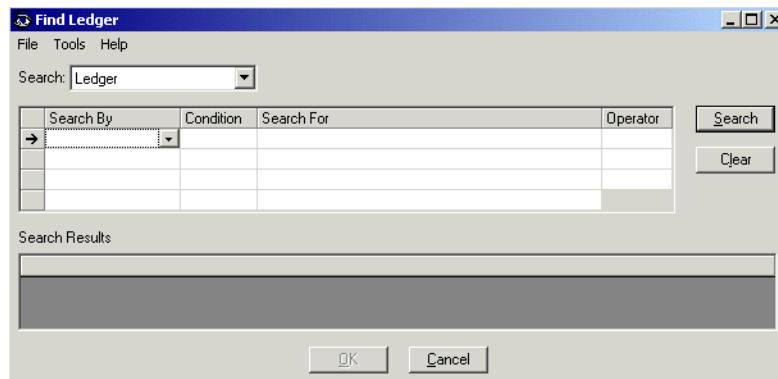 Find Ledger
File Tools Help
Search: Ledger
Search By Condition Search For Operator
Search
Clear
Search Results
OK Cancel